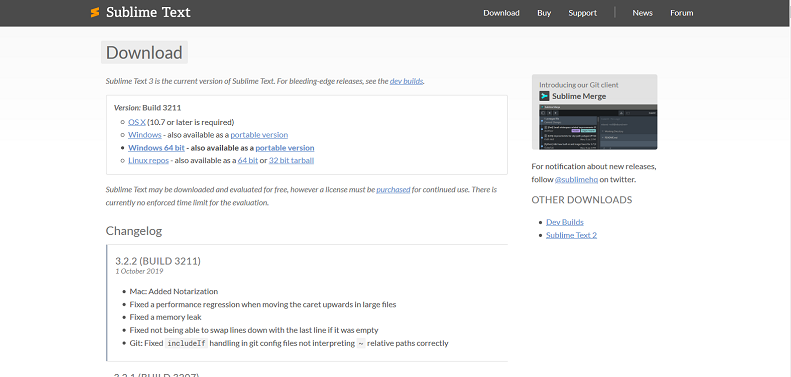 Sublime Text
Download Buy Support News Forum
Download
Sublime Text 3 is the current version of Sublime Text. For bleeding-edge releases, see the dev builds.
Version: Build 3211
OS X (10.7 or later is required)
Windows - also available as a portable version
Windows 64 bit - also available as a portable version
Linux repos - also available as a 64 bit or 32 bit tarball
Sublime Text may be downloaded and evaluated for free, however a license must be purchased for continued use. There is
currently no enforced time limit for the evaluation.
Changelog
3.2.2 (BUILD 3211)
1 October 2019
Mac: Added Notarization
Fixed a performance regression when moving the caret upwards in large files
Fixed a memory leak
Fixed not being able to swap lines down with the last line if it was empty
Git: Fixed includeIf handling in git config files not interpreting ~ relative paths correctly
3.2.1 (BUILD 3207)
Introducing our Git client
Sublime Merge
For notification about new releases,
follow @sublimehq on twitter.
OTHER DOWNLOADS
Dev Builds
Sublime Text 2